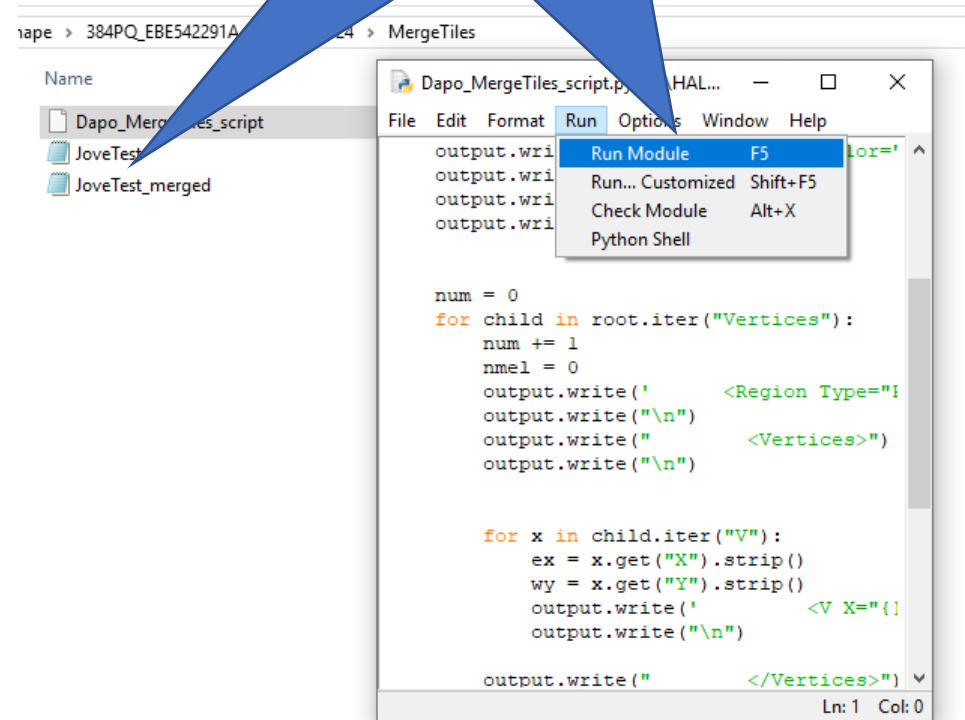 hape > 384PQ_EBE542291A 24 > MergeTiles
Name
Dapo_MergeTiles_script
JoveTest
JoveTest_merged
Dapo_MergeTiles_script.py HAL...
File Edit Format Run Options Window Help
output.wri lor='
output.wri
output.wri
output.wri
Run Module F5
Run... Customized Shift+F5
Check Module Alt+X
Python Shell
num = 0
for child in root.iter("Vertices"):
num += 1
nmel = 0
output.write(' <Region Type="
output.write("\n")
output.write(" <Vertices>")
output.write("\n")
for x in child.iter("V"):
ex = x.get("X").strip()
wy = x.get("Y").strip()
output.write(' <V X="{}
output.write("\n")
output.write(" </Vertices>")
Ln: 1 Col: 0